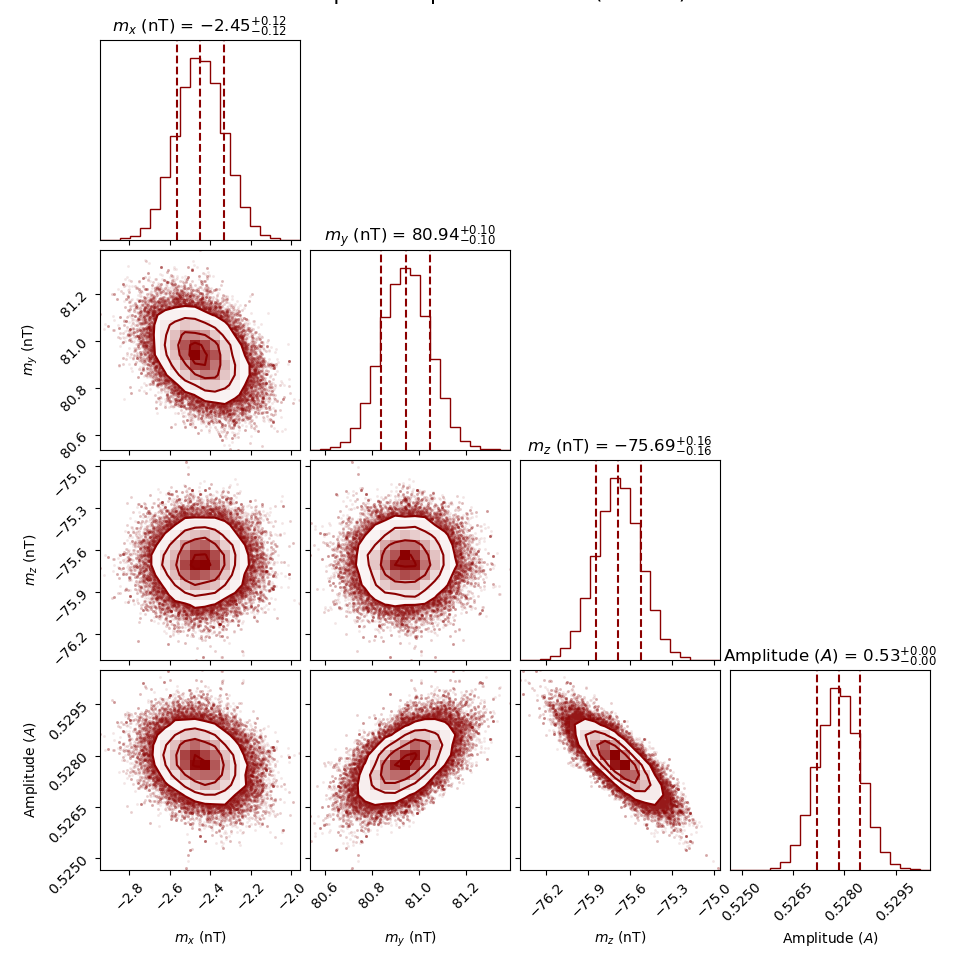 m_x (nT) = −2.45^{+0.12}_{−0.12}
m_y (nT) = 80.94^{+0.10}_{−0.10}
m_y (nT)
81.2
81.0
80.8
80.6
m_z (nT) = −75.69^{+0.16}_{−0.16}
m_z (nT)
−75.0
−75.3
−75.6
−75.9
−76.2
Amplitude (A) = 0.53^{+0.00}_{−0.00}
Amplitude (A)
0.5295
0.5280
0.5265
0.5250
−2.8 −2.6 −2.4 −2.2 −2.0
80.6 80.8 81.0 81.2
−76.2 −75.9 −75.6 −75.3 −75.0
0.5250 0.5265 0.5280 0.5295
m_x (nT)
m_y (nT)
m_z (nT)
Amplitude (A)